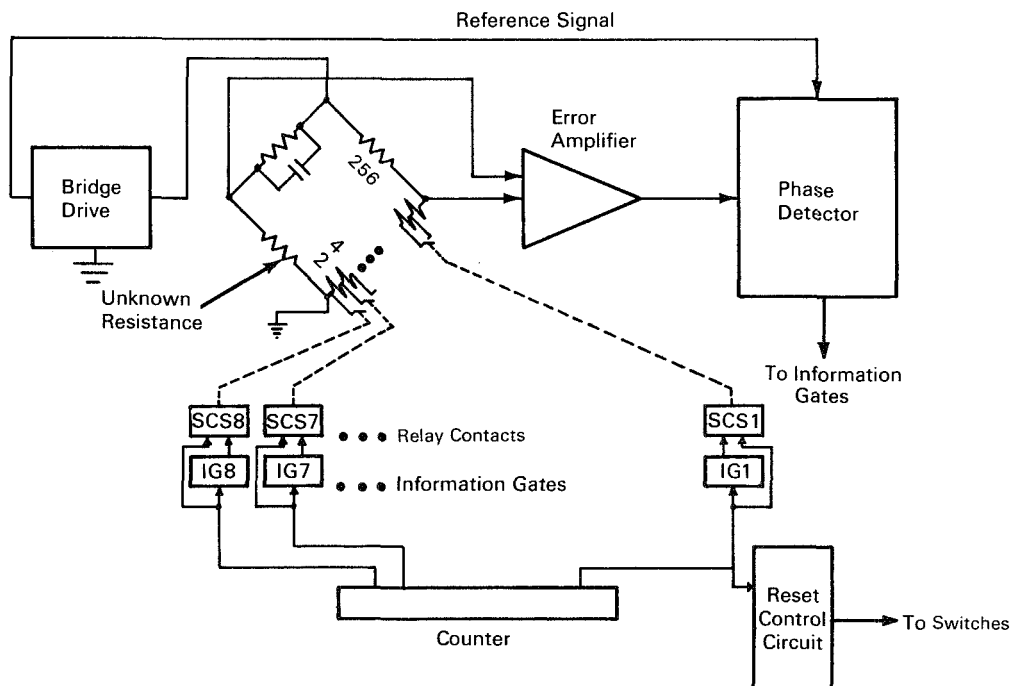 Reference Signal
Error
Amplifier
Bridge
Drive
256
Phase
Detector
4
2
Unknown
Resistance
To Information
Gates
SCS8
SCS7
Relay Contacts
SCS1
IG8
IG7
Information Gates
IG1
Counter
Reset
Control
Circuit
To Switches